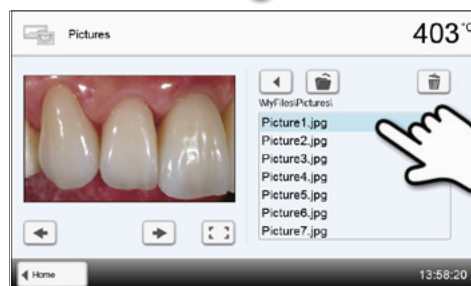 Pictures
403°C
\MyFiles\Pictures\
Picture1.jpg
Picture2.jpg
Picture3.jpg
Picture4.jpg
Picture5.jpg
Picture6.jpg
Picture7.jpg
Home
13:58:20